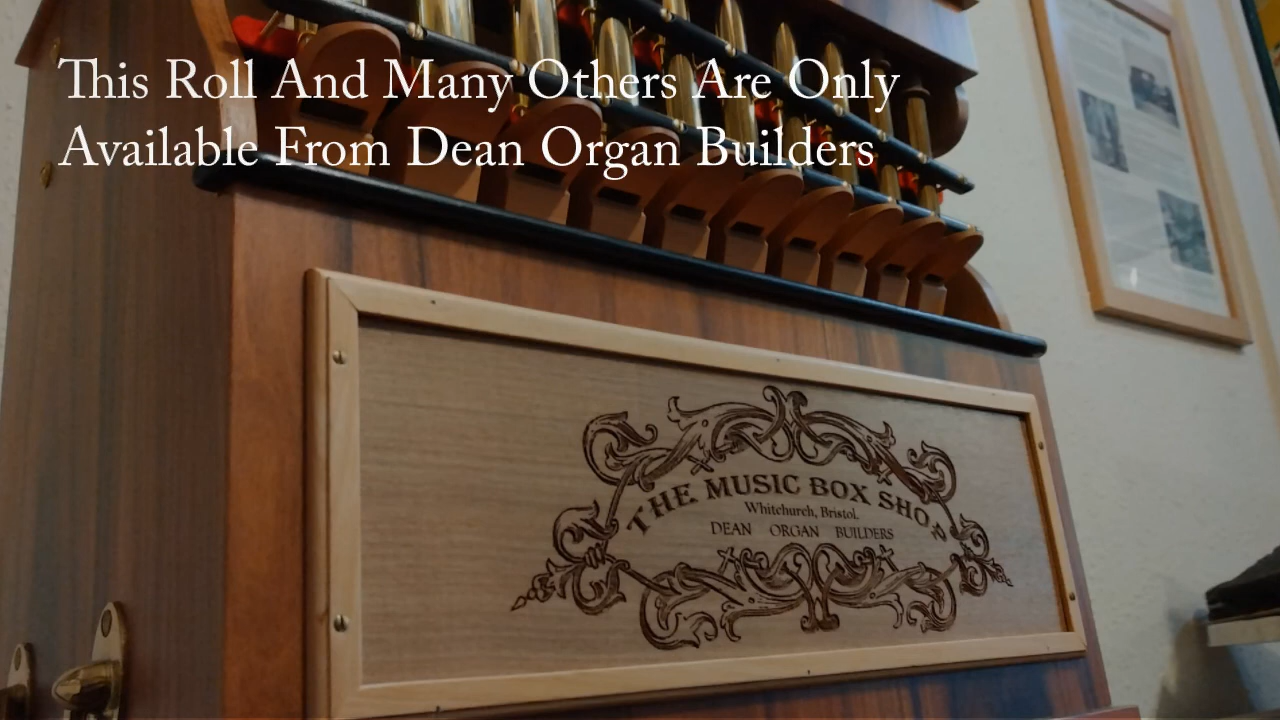 This Roll And Many Others Are Only
Available From Dean Organ Builders
THE MUSIC BOX SHOP
Whitchurch, Bristol.
DEAN ORGAN BUILDERS